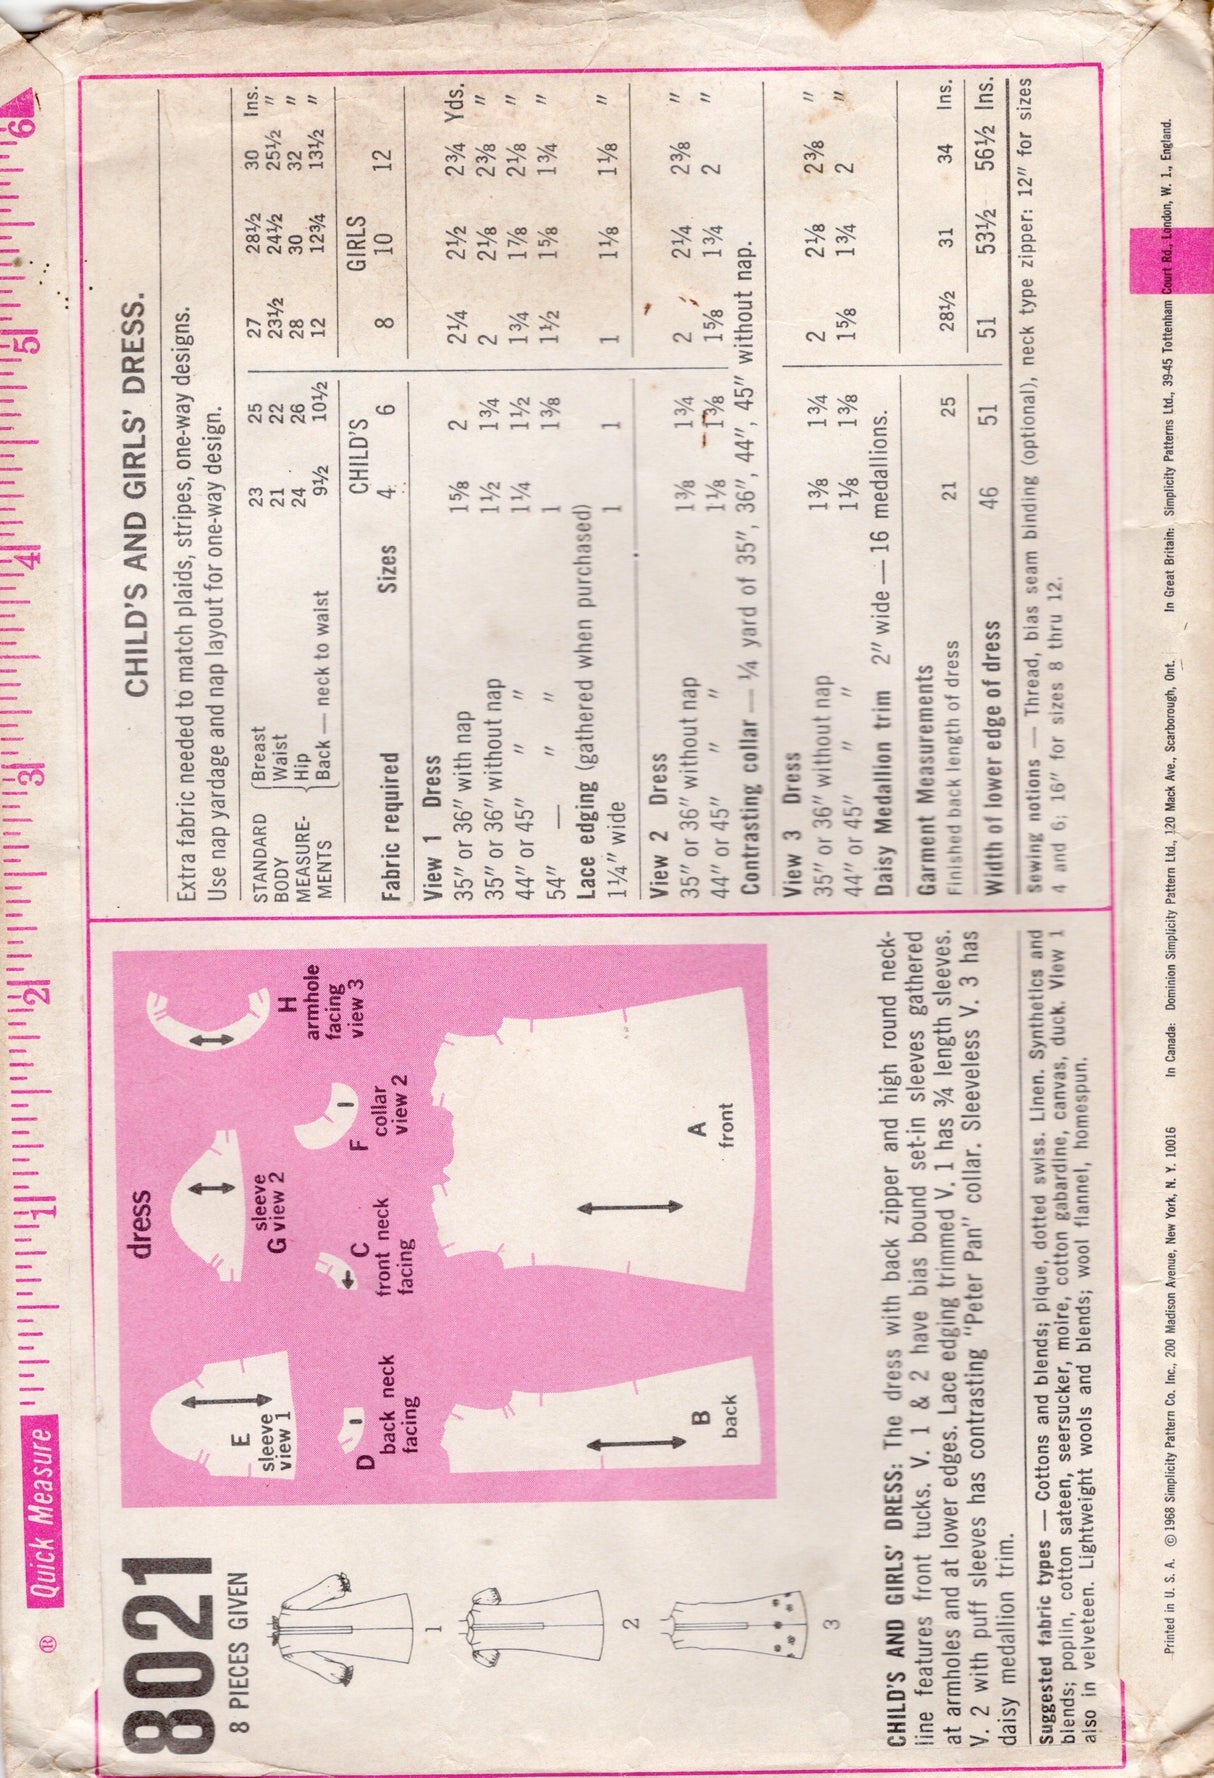 ® Quick Measure 1 2 3 4 5 6
8021
8 PIECES GIVEN
1
2
3
dress
E
sleeve
view 1
sleeve
G view 2
H
armhole
facing
view 3
D
back neck
facing
C
front neck
facing
F
collar
view 2
B
back
A
front
CHILD'S AND GIRLS' DRESS: The dress with back zipper and high round neck-
line features front tucks. V. 1 & 2 have bias bound set-in sleeves gathered
at armholes and at lower edges. Lace edging trimmed V. 1 has ¾ length sleeves.
V. 2 with puff sleeves has contrasting "Peter Pan" collar. Sleeveless V. 3 has
daisy medallion trim.
Suggested fabric types — Cottons and blends; pique, dotted swiss. Linen. Synthetics and
blends; poplin, cotton sateen, seersucker, moire, cotton gabardine, canvas, duck. View 1
also in velveteen. Lightweight wools and blends; wool flannel, homespun.
CHILD'S AND GIRLS' DRESS.
Extra fabric needed to match plaids, stripes, one-way designs.
Use nap yardage and nap layout for one-way design.
STANDARD Breast 23 25 27 28½ 30 Ins.
BODY Waist 21 22 23½ 24½ 25½ "
MEASURE- Hip 24 26 28 30 32 "
MENTS Back — neck to waist 9½ 10½ 12 12¾ 13½ "
CHILD'S GIRLS
Fabric required Sizes 4 6 8 10 12
View 1 Dress
35" or 36" with nap 1⅝ 2 2¼ 2½ 2¾ Yds.
35" or 36" without nap 1½ 1¾ 2 2⅛ 2⅜ "
44" or 45" " " 1¼ 1½ 1¾ 1⅞ 2⅛ "
54" — " " 1 1⅜ 1½ 1⅝ 1¾ "
Lace edging (gathered when purchased)
1¼" wide 1 1 1 1⅛ 1⅛ "
View 2 Dress
35" or 36" without nap 1⅜ 1¾ 2 2¼ 2⅜ "
44" or 45" " " 1⅛ 1⅜ 1⅝ 1¾ 2 "
Contrasting collar — ¼ yard of 35", 36", 44", 45" without nap.
View 3 Dress
35" or 36" without nap 1⅜ 1¾ 2 2⅛ 2⅜ "
44" or 45" " " 1⅛ 1⅜ 1⅝ 1¾ 2 "
Daisy Medallion trim 2" wide — 16 medallions.
Garment Measurements
Finished back length of dress 21 25 28½ 31 34 Ins.
Width of lower edge of dress 46 51 51 53½ 56½ Ins.
Sewing notions — Thread, bias seam binding (optional), neck type zipper: 12" for sizes
4 and 6; 16" for sizes 8 thru 12.
Printed in U. S. A. © 1968 Simplicity Pattern Co. Inc., 200 Madison Avenue, New York, N. Y. 10016 In Canada: Dominion Simplicity Pattern Ltd., 120 Mack Ave., Scarborough, Ont. In Great Britain: Simplicity Patterns Ltd., 39-45 Tottenham Court Rd., London, W. 1., England.